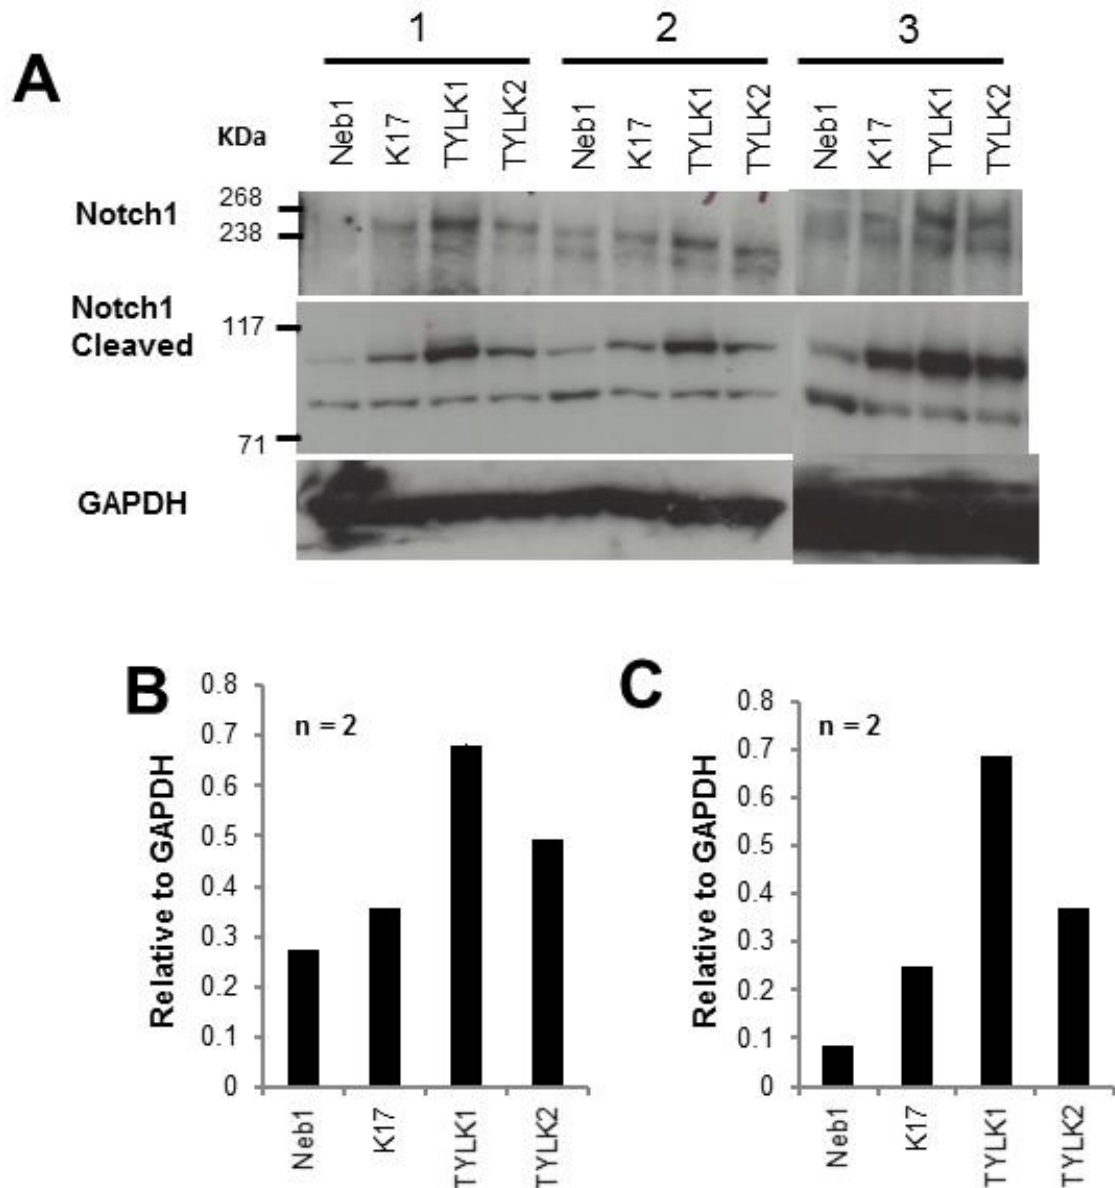 1 2 3
A
KDa
Neb1 K17 TYLK1 TYLK2 Neb1 K17 TYLK1 TYLK2 Neb1 K17 TYLK1 TYLK2
Notch1
268
238
Notch1
Cleaved
117
71
GAPDH
B
n = 2
Relative to GAPDH
0.8
0.7
0.6
0.5
0.4
0.3
0.2
0.1
0
Neb1 K17 TYLK1 TYLK2
C
n = 2
Relative to GAPDH
0.8
0.7
0.6
0.5
0.4
0.3
0.2
0.1
0
Neb1 K17 TYLK1 TYLK2